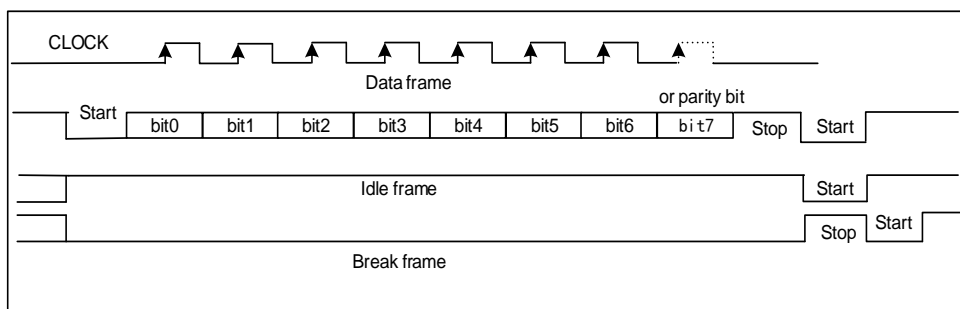 CLOCK
Data frame
or parity bit
Start bit0 bit1 bit2 bit3 bit4 bit5 bit6 bit7 Stop Start
Idle frame Start
Stop Start
Break frame